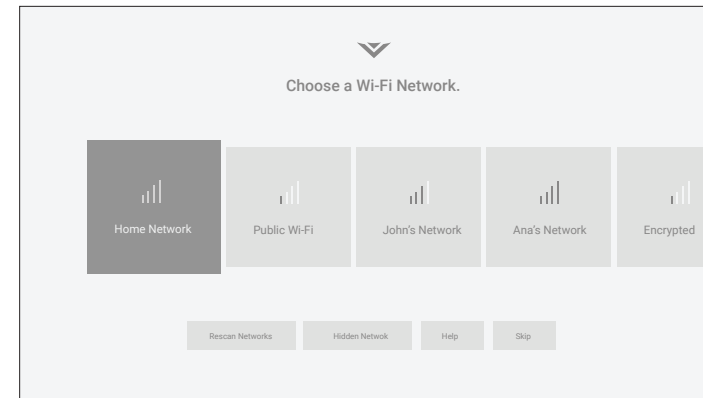 Choose a Wi-Fi Network.
Home Network
Public Wi-Fi
John's Network
Ana's Network
Encrypted
Rescan Networks
Hidden Netwok
Help
Skip